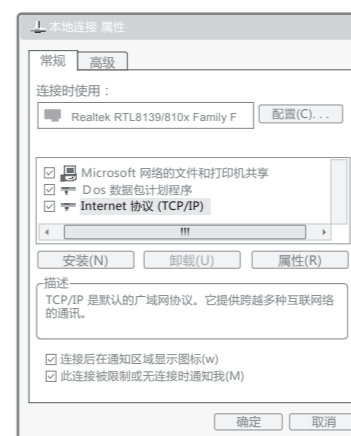 本地连接 属性
常规 高级
连接时使用：
Realtek RTL8139/810x Family F 配置(C)...
Microsoft 网络的文件和打印机共享
Dos 数据包计划程序
Internet 协议 (TCP/IP)
安装(N) 卸载(U) 属性(R)
描述
TCP/IP 是默认的广域网协议。它提供跨越多种互联网络
的通讯。
连接后在通知区域显示图标(w)
此连接被限制或无连接时通知我(M)
确定 取消